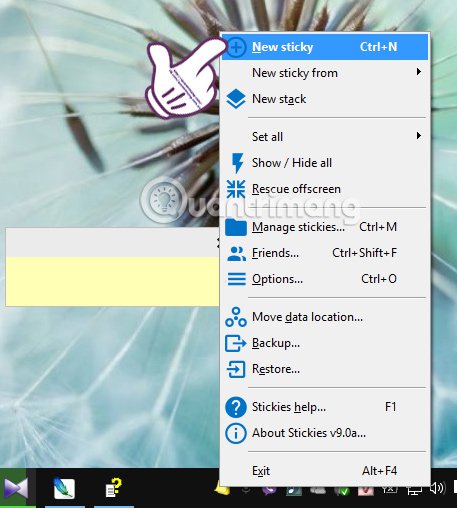 New sticky Ctrl+N
New sticky from
New stack
Set all
Show / Hide all
Rescue offscreen
Quantrimang
Manage stickies... Ctrl+M
Friends... Ctrl+Shift+F
Options... Ctrl+O
Move data location...
Backup...
Restore...
Stickies help... F1
About Stickies v9.0a...
Exit Alt+F4